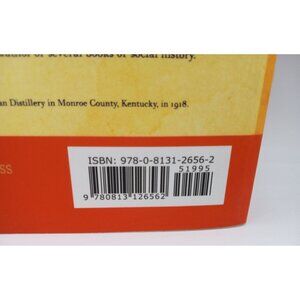 author of several books of social history.
an Distillery in Monroe County, Kentucky, in 1918.
SS
ISBN: 978-0-8131-2656-2
51995
9 780813 126562